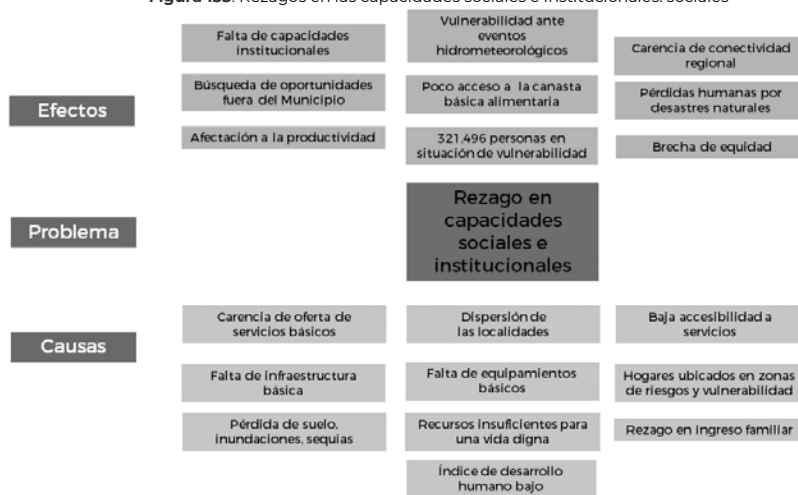 Figura 133. Rezagos en las capacidades sociales e institucionales. sociales
Efectos
Falta de capacidades
institucionales
Vulnerabilidad ante
eventos
hidrometeorológicos
Carencia de conectividad
regional
Búsqueda de oportunidades
fuera del Municipio
Poco acceso a la canasta
básica alimentaria
Pérdidas humanas por
desastres naturales
Afectación a la productividad
321,496 personas en
situación de vulnerabilidad
Brecha de equidad
Problema
Rezago en
capacidades
sociales e
institucionales
Causas
Carencia de oferta de
servicios básicos
Dispersión de
las localidades
Baja accesibilidad a
servicios
Falta de infraestructura
básica
Falta de equipamientos
básicos
Hogares ubicados en zonas
de riesgos y vulnerabilidad
Pérdida de suelo,
inundaciones, sequias
Recursos insuficientes para
una vida digna
Rezago en ingreso familiar
Índice de desarrollo
humano bajo